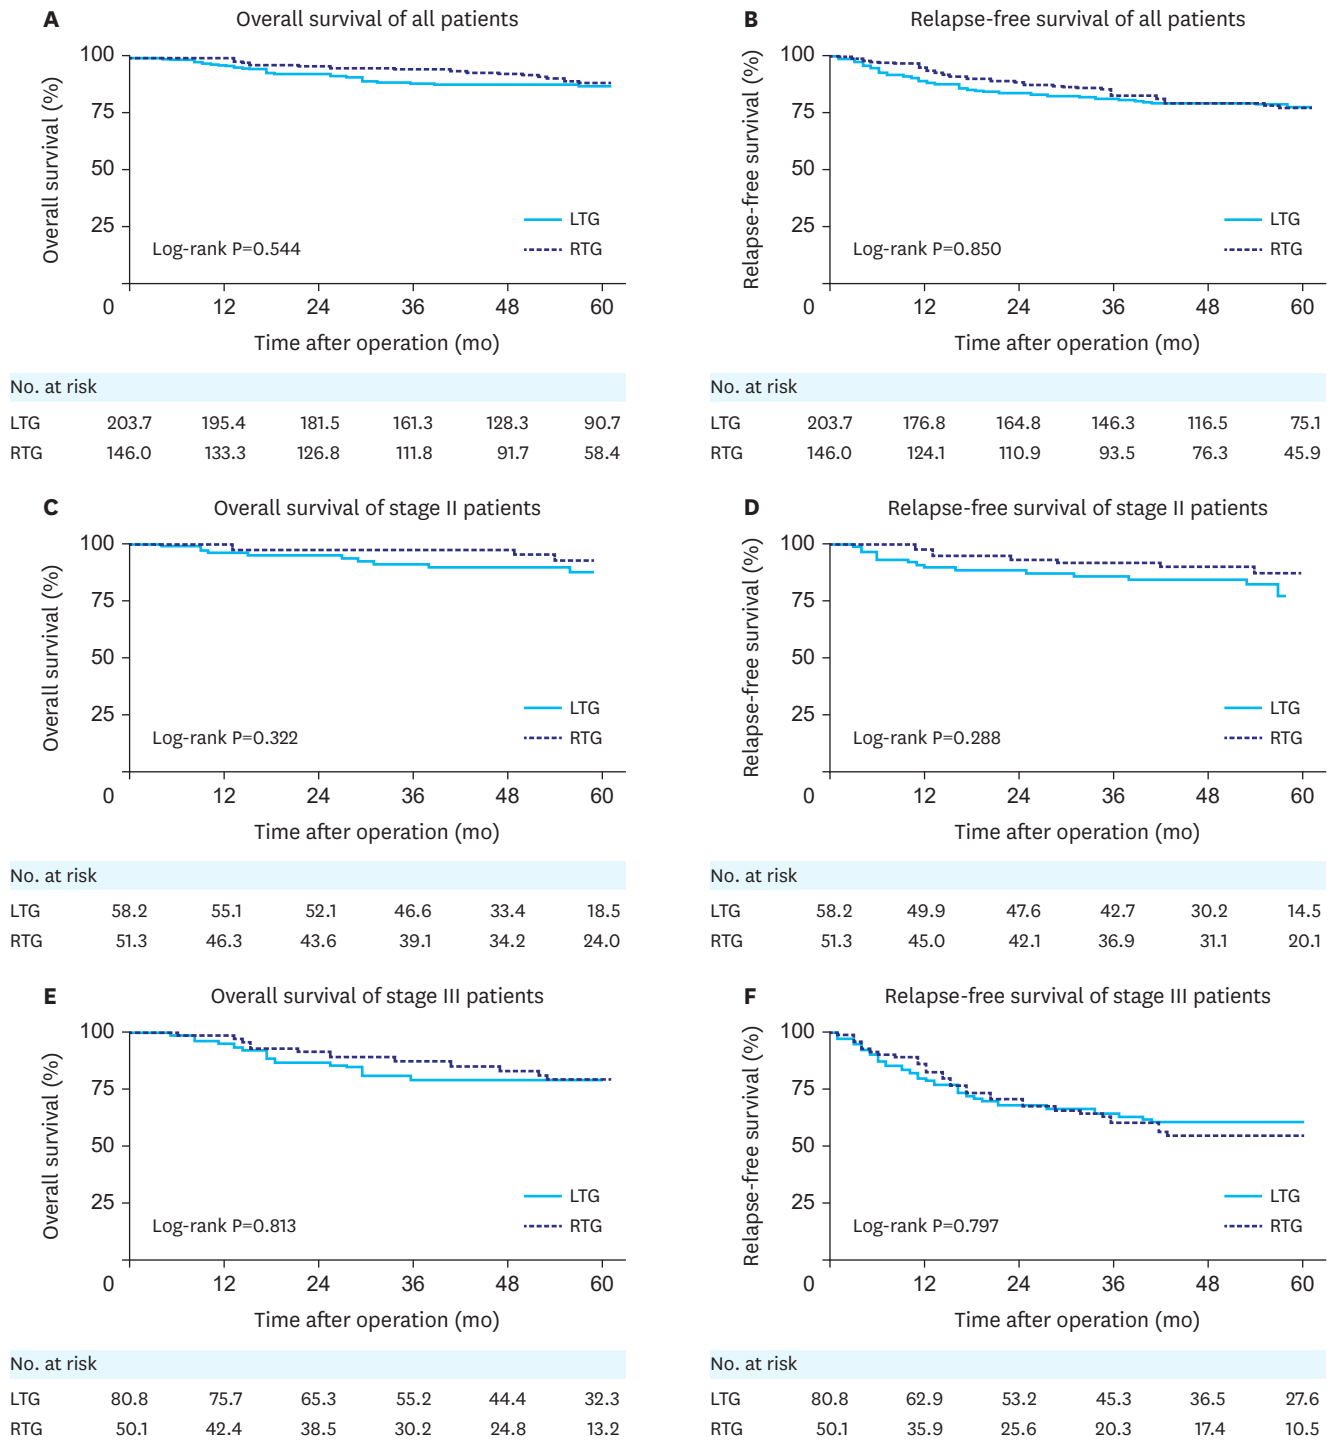 A Overall survival of all patients
Overall survival (%)
100
75
50
25
0 12 24 36 48 60
LTG
RTG
Log-rank P=0.544
Time after operation (mo)
No. at risk
LTG 203.7 195.4 181.5 161.3 128.3 90.7
RTG 146.0 133.3 126.8 111.8 91.7 58.4
B Relapse-free survival of all patients
Relapse-free survival (%)
100
75
50
25
0 12 24 36 48 60
LTG
RTG
Log-rank P=0.850
Time after operation (mo)
No. at risk
LTG 203.7 176.8 164.8 146.3 116.5 75.1
RTG 146.0 124.1 110.9 93.5 76.3 45.9
C Overall survival of stage II patients
Overall survival (%)
100
75
50
25
0 12 24 36 48 60
LTG
RTG
Log-rank P=0.322
Time after operation (mo)
No. at risk
LTG 58.2 55.1 52.1 46.6 33.4 18.5
RTG 51.3 46.3 43.6 39.1 34.2 24.0
D Relapse-free survival of stage II patients
Relapse-free survival (%)
100
75
50
25
0 12 24 36 48 60
LTG
RTG
Log-rank P=0.288
Time after operation (mo)
No. at risk
LTG 58.2 49.9 47.6 42.7 30.2 14.5
RTG 51.3 45.0 42.1 36.9 31.1 20.1
E Overall survival of stage III patients
Overall survival (%)
100
75
50
25
0 12 24 36 48 60
LTG
RTG
Log-rank P=0.813
Time after operation (mo)
No. at risk
LTG 80.8 75.7 65.3 55.2 44.4 32.3
RTG 50.1 42.4 38.5 30.2 24.8 13.2
F Relapse-free survival of stage III patients
Relapse-free survival (%)
100
75
50
25
0 12 24 36 48 60
LTG
RTG
Log-rank P=0.797
Time after operation (mo)
No. at risk
LTG 80.8 62.9 53.2 45.3 36.5 27.6
RTG 50.1 35.9 25.6 20.3 17.4 10.5